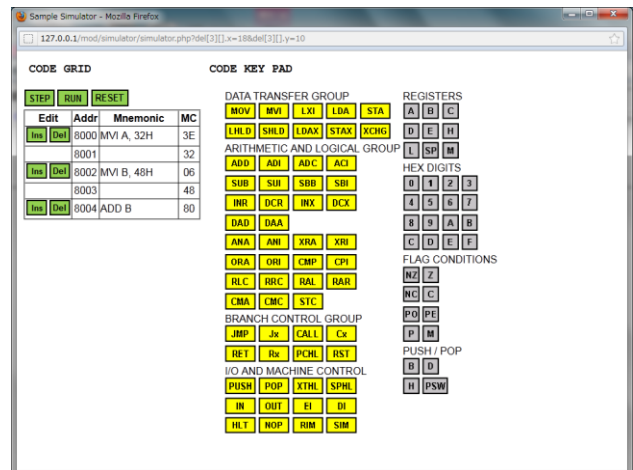 Sample Simulator - Mozilla Firefox
127.0.0.1/mod/simulator/simulator.php?del[3][].x=18&del[3][].y=10
CODE GRID
STEP RUN RESET
Edit Addr Mnemonic MC
Ins Del 8000 MVI A, 32H 3E
8001 32
Ins Del 8002 MVI B, 48H 06
8003 48
Ins Del 8004 ADD B 80
CODE KEY PAD
DATA TRANSFER GROUP
MOV MVI LXI LDA STA
LHLD SHLD LDAX STAX XCHG
ARITHMETIC AND LOGICAL GROUP
ADD ADI ADC ACI
SUB SUI SBB SBI
INR DCR INX DCX
DAD DAA
ANA ANI XRA XRI
ORA ORI CMP CPI
RLC RRC RAL RAR
CMA CMC STC
BRANCH CONTROL GROUP
JMP Jx CALL Cx
RET Rx PCHL RST
I/O AND MACHINE CONTROL
PUSH POP XTHL SPHL
IN OUT EI DI
HLT NOP RIM SIM
REGISTERS
A B C
D E H
L SP M
HEX DIGITS
0 1 2 3
4 5 6 7
8 9 A B
C D E F
FLAG CONDITIONS
NZ Z
NC C
PO PE
P M
PUSH / POP
B D
H PSW